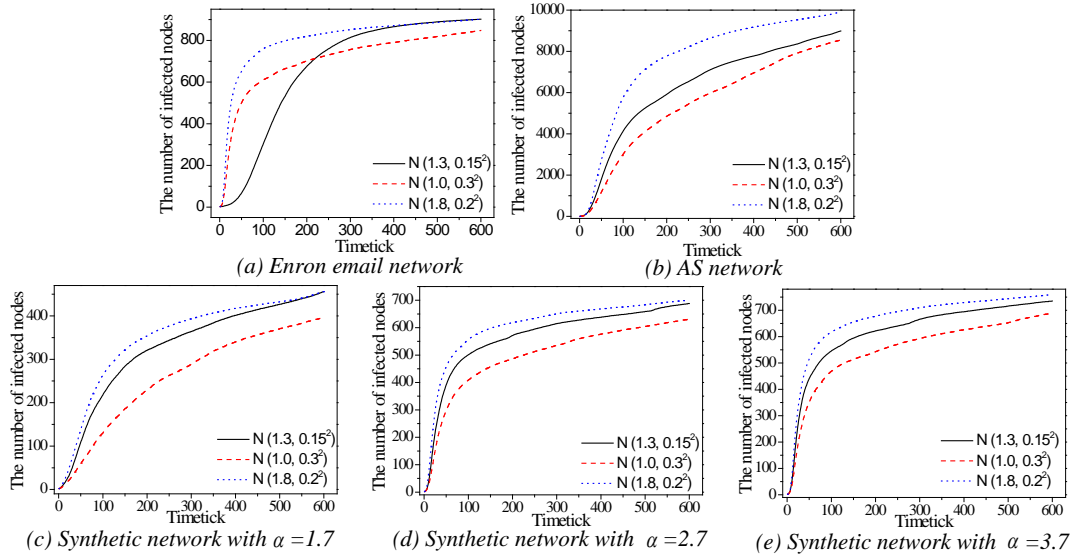 The number of infected nodes
900
600
300
0
N (1.3, 0.15²)
N (1.0, 0.3²)
N (1.8, 0.2²)
0 100 200 300 400 500 600
Timetick
(a) Enron email network
The number of infected nodes
10000
8000
6000
4000
2000
0
N (1.3, 0.15²)
N (1.0, 0.3²)
N (1.8, 0.2²)
0 100 200 300 400 500 600
Timetick
(b) AS network
The number of infected nodes
400
300
200
100
0
N (1.3, 0.15²)
N (1.0, 0.3²)
N (1.8, 0.2²)
0 100 200 300 400 500 600
Timetick
(c) Synthetic network with α =1.7
The number of infected nodes
700
600
500
400
300
200
100
0
N (1.3, 0.15²)
N (1.0, 0.3²)
N (1.8, 0.2²)
0 100 200 300 400 500 600
Timetick
(d) Synthetic network with α=2.7
The number of infected nodes
700
600
500
400
300
200
100
0
N (1.3, 0.15²)
N (1.0, 0.3²)
N (1.8, 0.2²)
0 100 200 300 400 500 600
Timetick
(e) Synthetic network with α=3.7